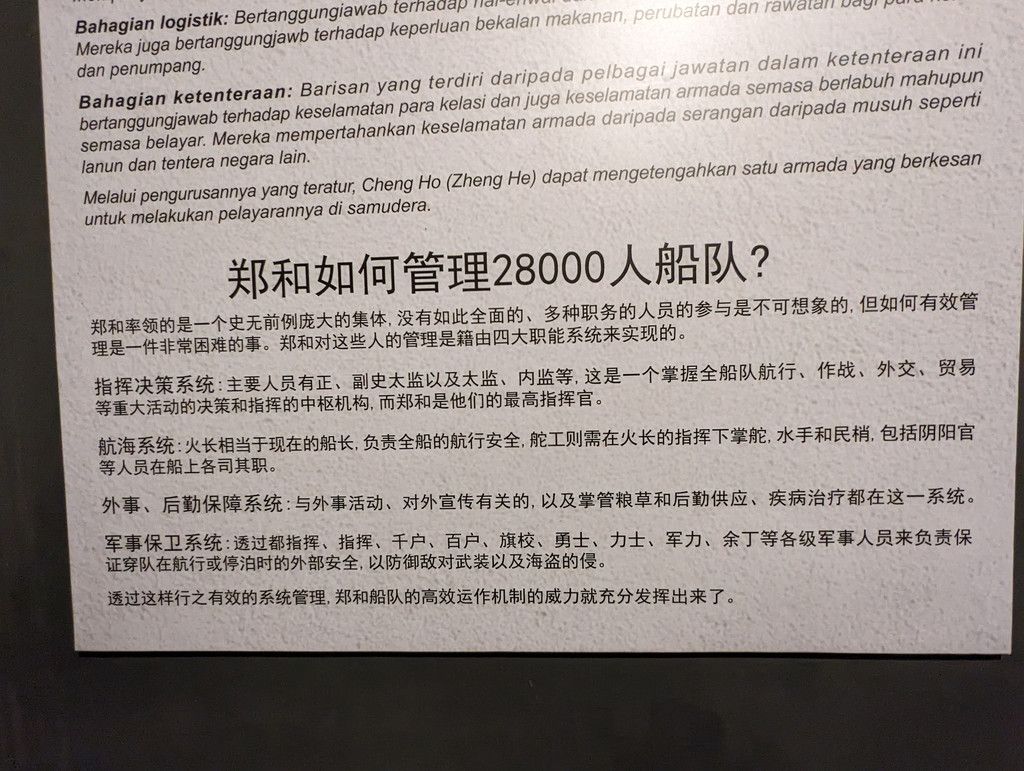 Bahagian logistik: Bertanggungjawab terhadap
Mereka juga bertanggungjawb terhadap keperluan bekalan makanan, perubatan dan rawatan bagi para
dan penumpang.
Bahagian ketenteraan: Barisan yang terdiri daripada pelbagai jawatan dalam ketenteraan ini
bertanggungjawab terhadap keselamatan para kelasi dan juga keselamatan armada semasa berlabuh mahupun
semasa belayar. Mereka mempertahankan keselamatan armada daripada serangan daripada musuh seperti
lanun dan tentera negara lain.
Melalui pengurusannya yang teratur, Cheng Ho (Zheng He) dapat mengetengahkan satu armada yang berkesan
untuk melakukan pelayarannya di samudera.
郑和如何管理28000人船队?
郑和率领的是一个史无前例庞大的集体, 没有如此全面的、多种职务的人员的参与是不可想象的, 但如何有效管
理是一件非常困难的事。郑和对这些人的管理是籍由四大职能系统来实现的。
指挥决策系统: 主要人员有正、副史太监以及太监、内监等, 这是一个掌握全船队航行、作战、外交、贸易
等重大活动的决策和指挥的中枢机构, 而郑和是他们的最高指挥官。
航海系统: 火长相当于现在的船长, 负责全船的航行安全, 舵工则需在火长的指挥下掌舵, 水手和民梢, 包括阴阳官
等人员在船上各司其职。
外事、后勤保障系统: 与外事活动、对外宣传有关的, 以及掌管粮草和后勤供应、疾病治疗都在这一系统。
军事保卫系统: 透过都指挥、指挥、千户、百户、旗校、勇士、力士、军力、余丁等各级军事人员来负责保
证穿队在航行或停泊时的外部安全, 以防御敌对武装以及海盗的侵。
透过这样行之有效的系统管理, 郑和船队的高效运作机制的威力就充分发挥出来了。